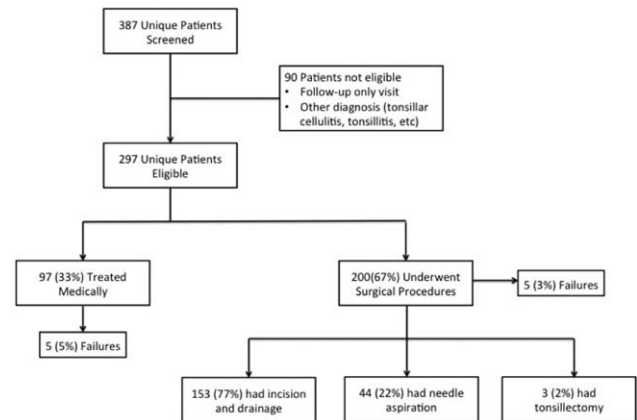 387 Unique Patients
Screened
90 Patients not eligible
• Follow-up only visit
• Other diagnosis (tonsillar
cellulitis, tonsillitis, etc)
297 Unique Patients
Eligible
97 (33%) Treated
Medically
200(67%) Underwent
Surgical Procedures
5 (3%) Failures
5 (5%) Failures
153 (77%) had incision
and drainage
44 (22%) had needle
aspiration
3 (2%) had
tonsillectomy